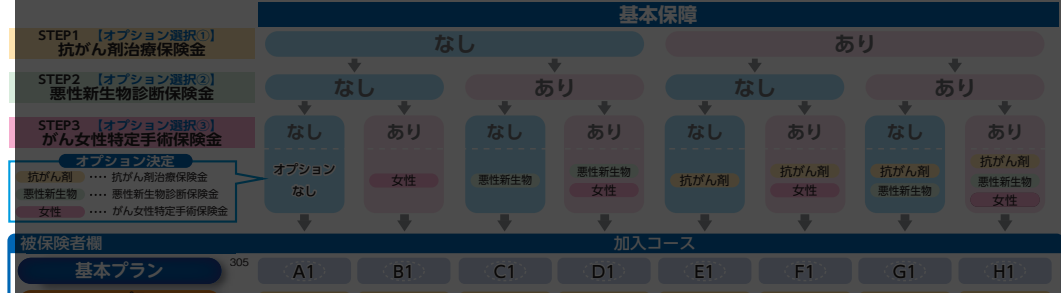 基本保障
STEP1 【オプション選択①】
抗がん剤治療保険金
なし あり
STEP2 【オプション選択②】
悪性新生物診断保険金
なし あり なし あり
STEP3 【オプション選択③】
がん女性特定手術保険金
なし あり なし あり なし あり なし あり
オプション決定
抗がん剤 ‥‥ 抗がん剤治療保険金
悪性新生物 ‥‥ 悪性新生物診断保険金
女性 ‥‥ がん女性特定手術保険金
オプション
なし
女性
悪性新生物
悪性新生物
女性
抗がん剤
抗がん剤
女性
抗がん剤
悪性新生物
抗がん剤
悪性新生物
女性
被保険者欄 加入コース
基本プラン 305 A1 B1 C1 D1 E1 F1 G1 H1